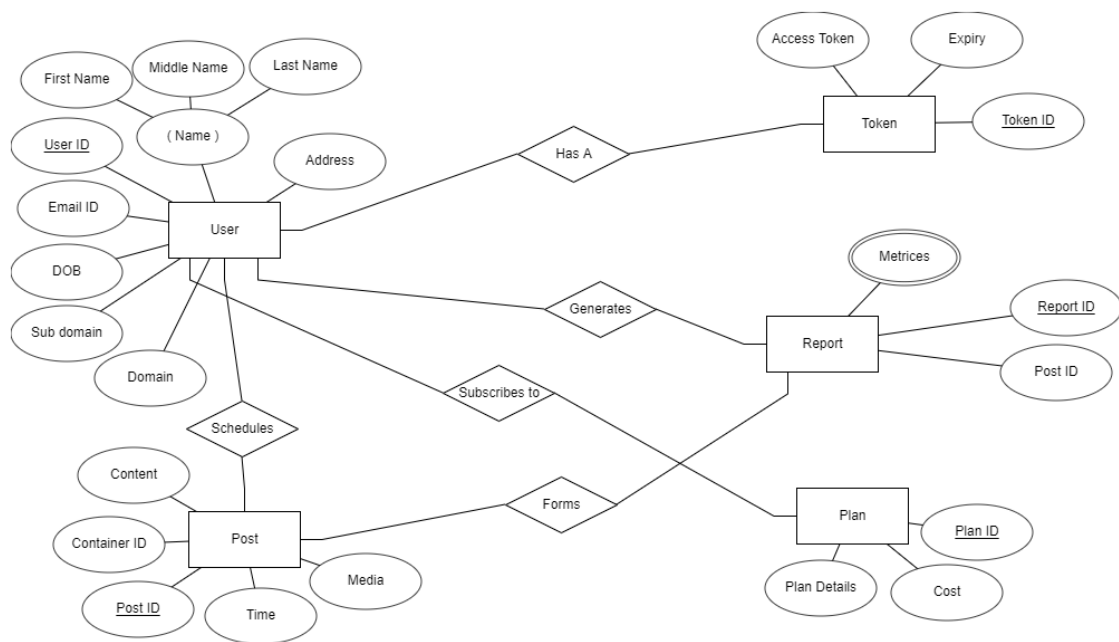 Access Token
Expiry
Middle Name
Last Name
First Name
( Name )
Token
Token ID
User ID
Has A
Address
Email ID
User
Metrices
DOB
Generates
Report ID
Sub domain
Report
Post ID
Domain
Subscribes to
Schedules
Content
Forms
Plan
Plan ID
Container ID
Post
Media
Plan Details
Cost
Post ID
Time